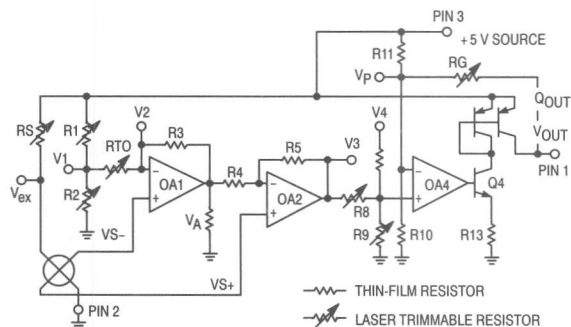 PIN 3
+ 5 V SOURCE
R11
VP
RG
QOUT
VOUT
PIN 1
RS
R1
V2
R3
V4
V1
RTO
R5
V3
R4
R2
OA1
OA2
OA4
Q4
Vex
R8
VA
R9
R10
R13
VS–
VS+
PIN 2
THIN-FILM RESISTOR
LASER TRIMMABLE RESISTOR
− + − + − +